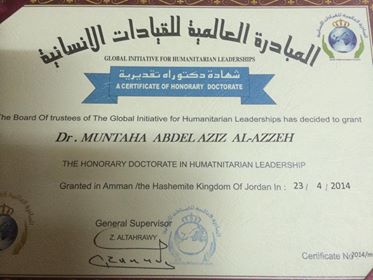 المبادرة العالمية للقيادات الانسانية
GLOBAL INITIATIVE FOR HUMANITARIAN LEADERSHIPS
شهادة دكتوراه تقديرية
A CERTIFICATE OF HONORARY DOCTORATE
The Board Of trustees of The Global Initiative for Humanitarian Leaderships has decided to grant
Dr. MUNTAHA ABDEL AZIZ AL-AZZEH
THE HONORARY DOCTORATE IN HUMATNITARIAN LEADERSHIP
Granted in Amman /the Hashemite Kingdom Of Jordan In : 23 / 4 / 2014
General Supervisor
Z. ALTAHRAWY
Certificate No 2014/m